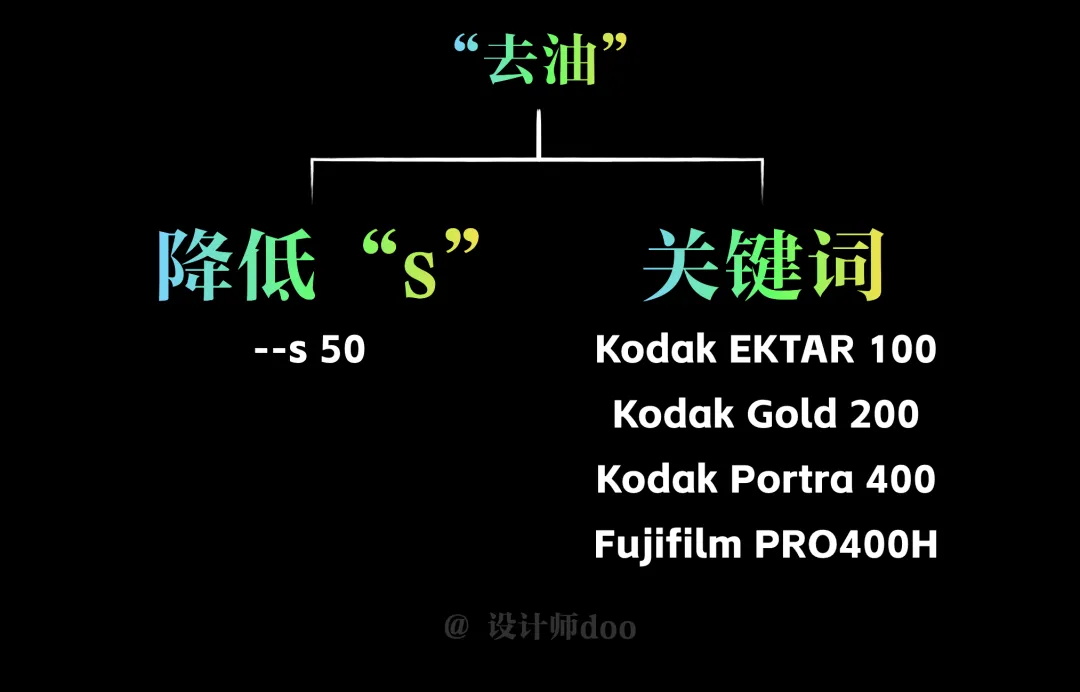 “去油”
降低“s” 关键词
--s 50 Kodak EKTAR 100
Kodak Gold 200
Kodak Portra 400
Fujifilm PRO400H
@ 设计师doo